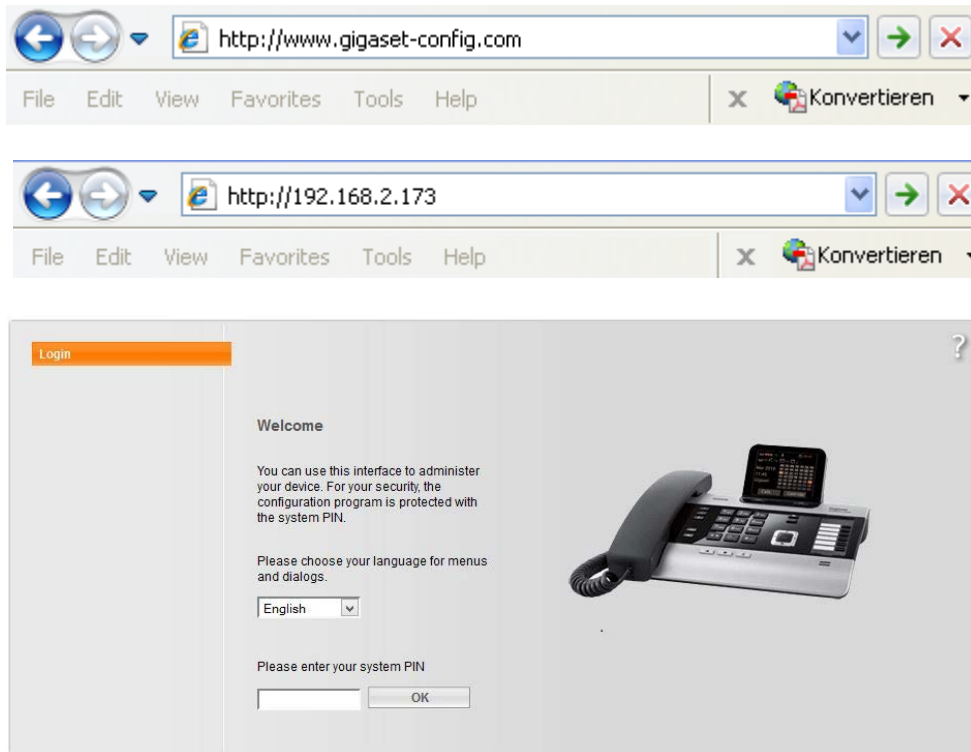 http://www.gigaset-config.com
File Edit View Favorites Tools Help x Konvertieren
http://192.168.2.173
File Edit View Favorites Tools Help x Konvertieren
Login
?
Welcome
You can use this interface to administer
your device. For your security, the
configuration program is protected with
the system PIN.
Please choose your language for menus
and dialogs.
English
Please enter your system PIN
OK